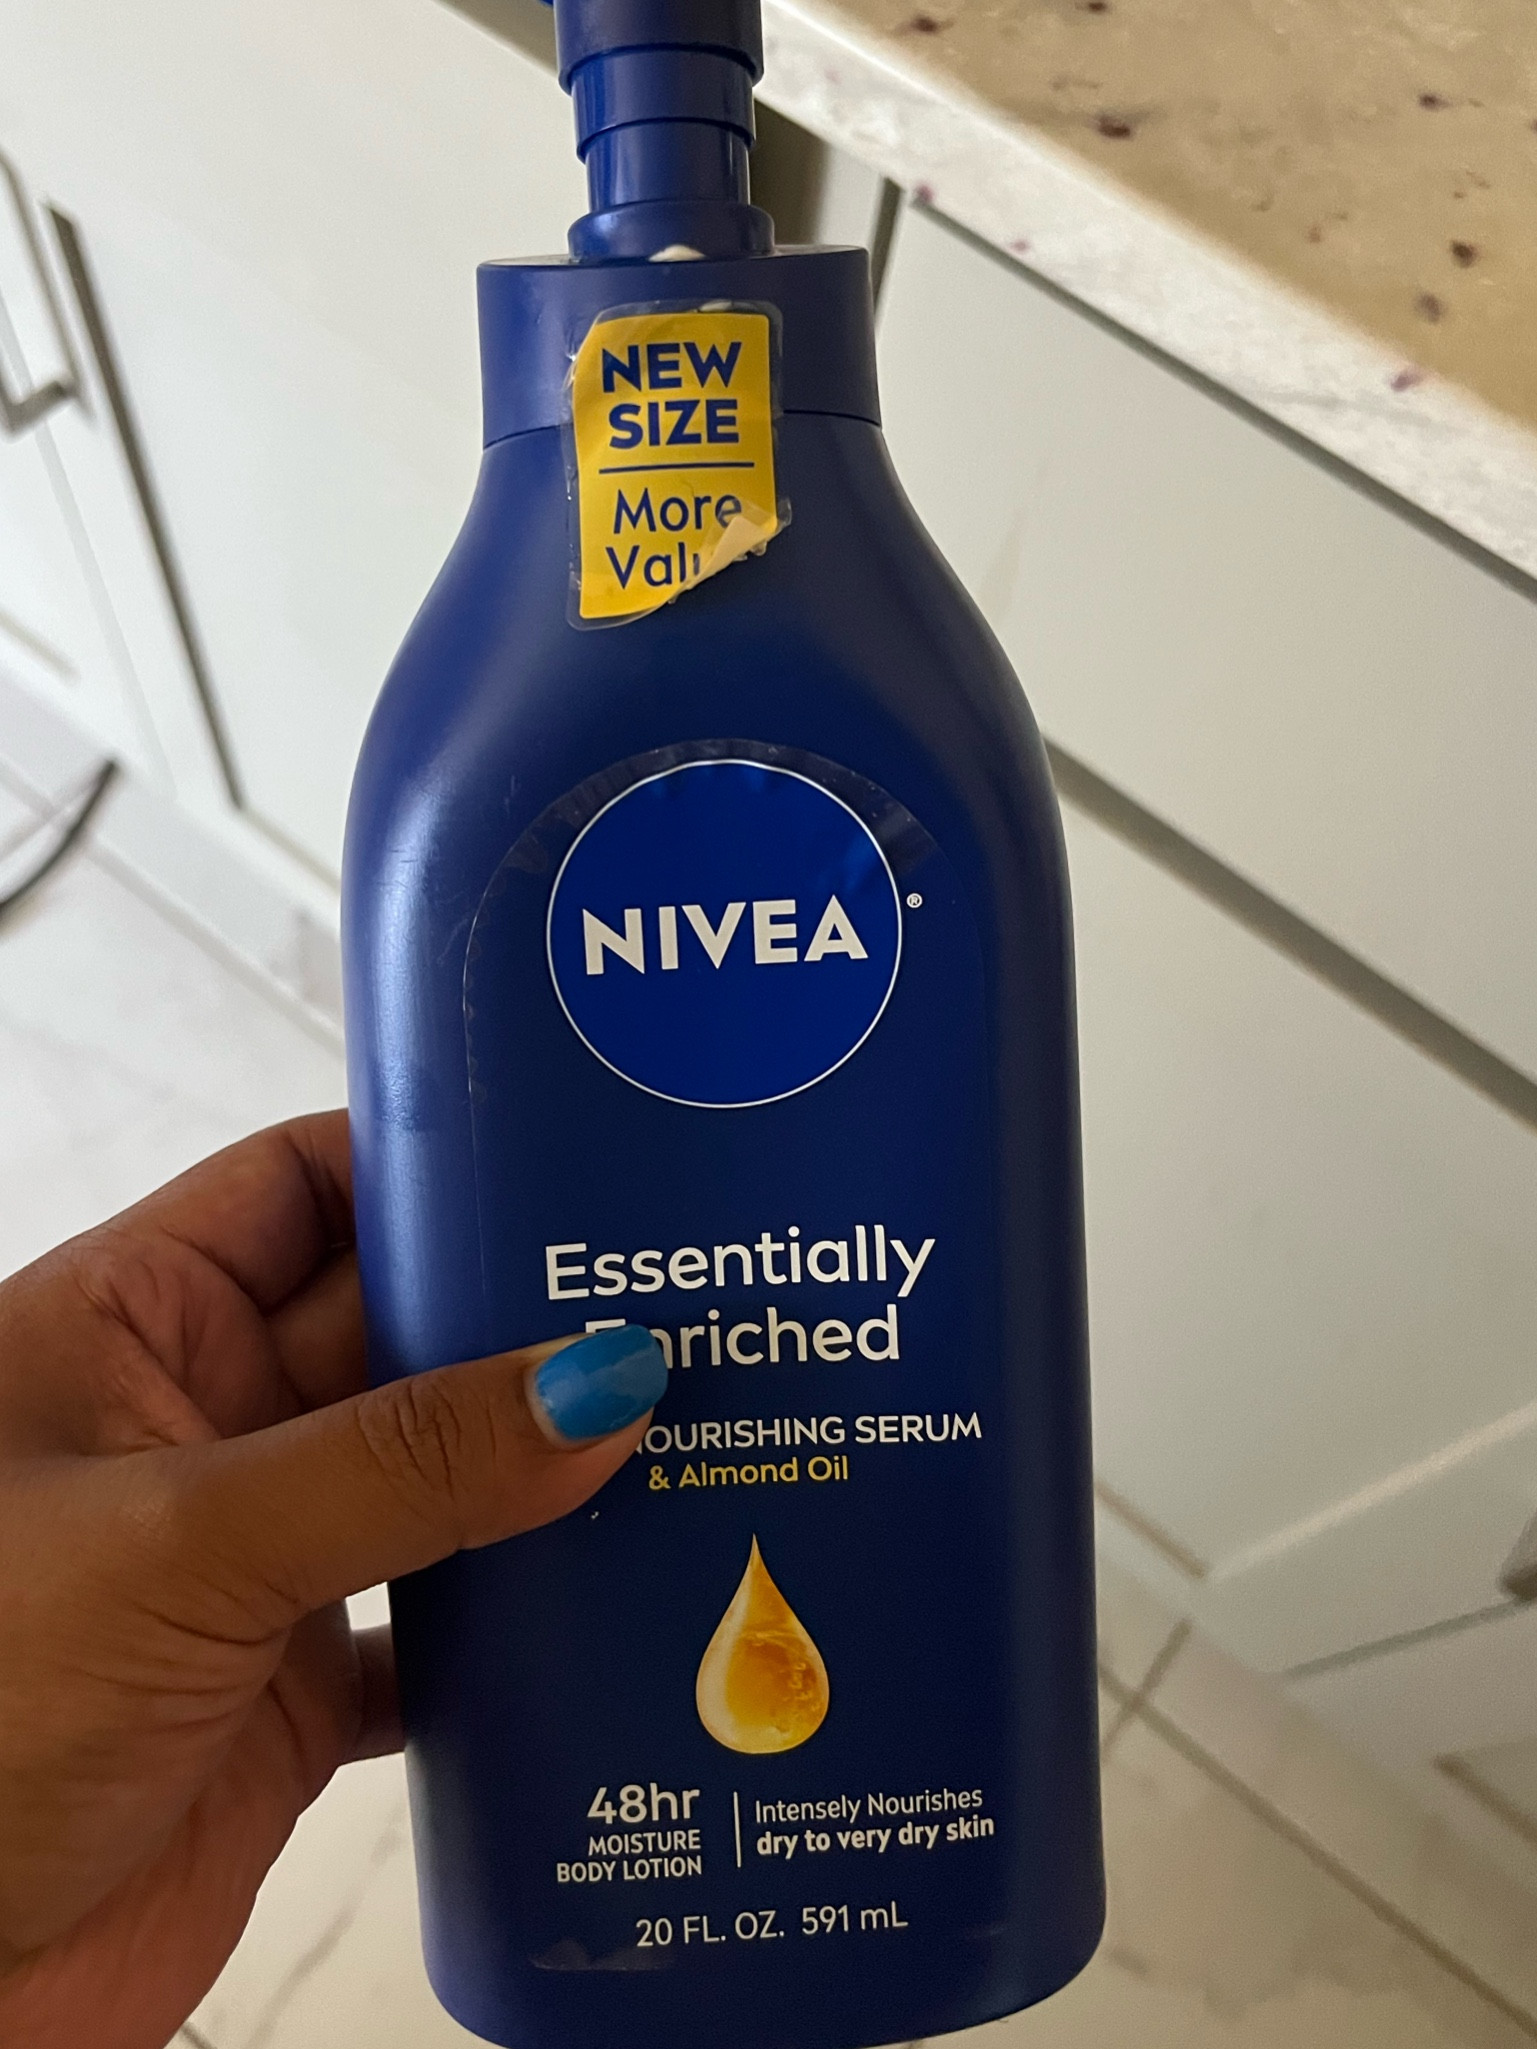 NEW
SIZE
More
NIVEA®
Essentially
Enriched
SERUM
& Almond Oil
48hr
MOISTURE
BODY LOTION
Intensely Nourishes
dry to very dry skin
20 FL. OZ. 591 mL